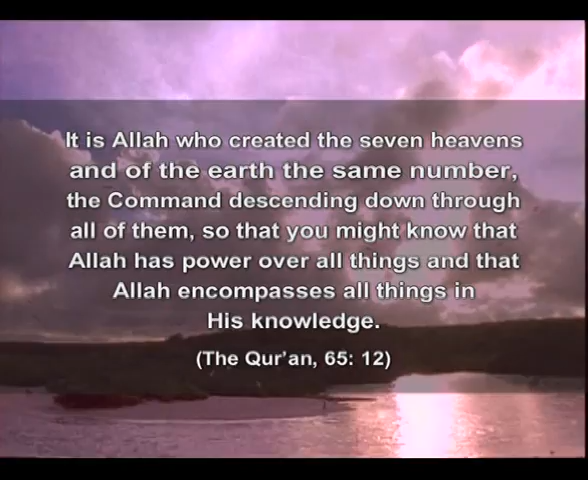 It is Allah who created the seven heavens
and of the earth the same number,
the Command descending down through
all of them, so that you might know that
Allah has power over all things and that
Allah encompasses all things in
His knowledge.
(The Qur'an, 65: 12)